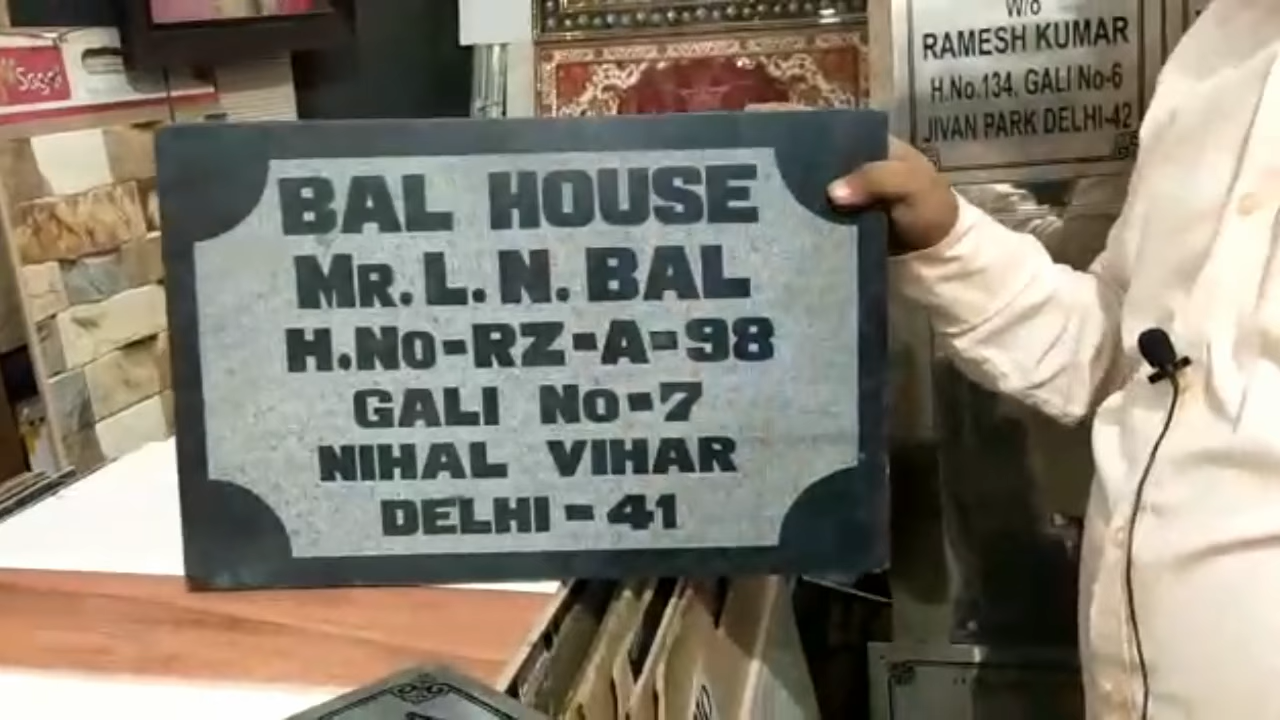 BAL HOUSE
MR. L. N. BAL
H.NO-RZ-A-98
GALI NO-7
NIHAL VIHAR
DELHI-41
W/o
RAMESH KUMAR
H.No.134. GALI No-6
JIVAN PARK DELHI-42